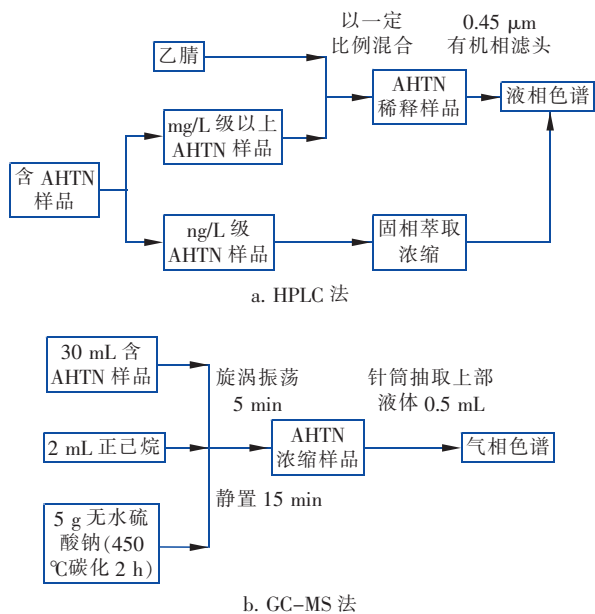 以一定
比例混合
0.45 μm
有机相滤头
乙腈
AHTN
稀释样品
液相色谱
mg/L 级以上
AHTN 样品
含 AHTN
样品
ng/L 级
AHTN 样品
固相萃取
浓缩
a. HPLC 法
30 mL 含
AHTN 样品
旋涡振荡
5 min
针筒抽取上部
液体 0.5 mL
2 mL 正己烷
AHTN
浓缩样品
气相色谱
静置 15 min
5 g 无水硫
酸钠(450
℃碳化 2 h)
b. GC-MS 法